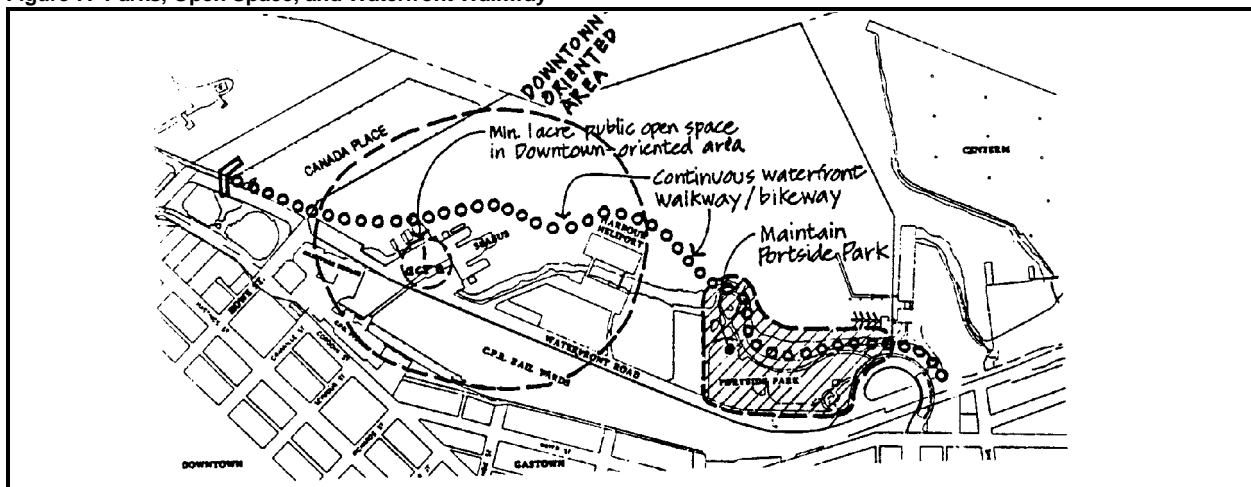 Figure 7: Parks, Open Space, and Waterfront Walkway
DOWNTOWN
ORIENTED
AREA
CANADA PLACE
Min. 1 acre public open space
in Downtown-oriented area
Continuous waterfront
walkway/bikeway
CENTERM
Maintain
Portside Park
SEABUS
HARBOUR
HELIPORT
HOWE ST.
WATERFRONT ROAD
C.P.R. RAIL YARDS
PORTSIDE PARK
DOWNTOWN
GASTOWN